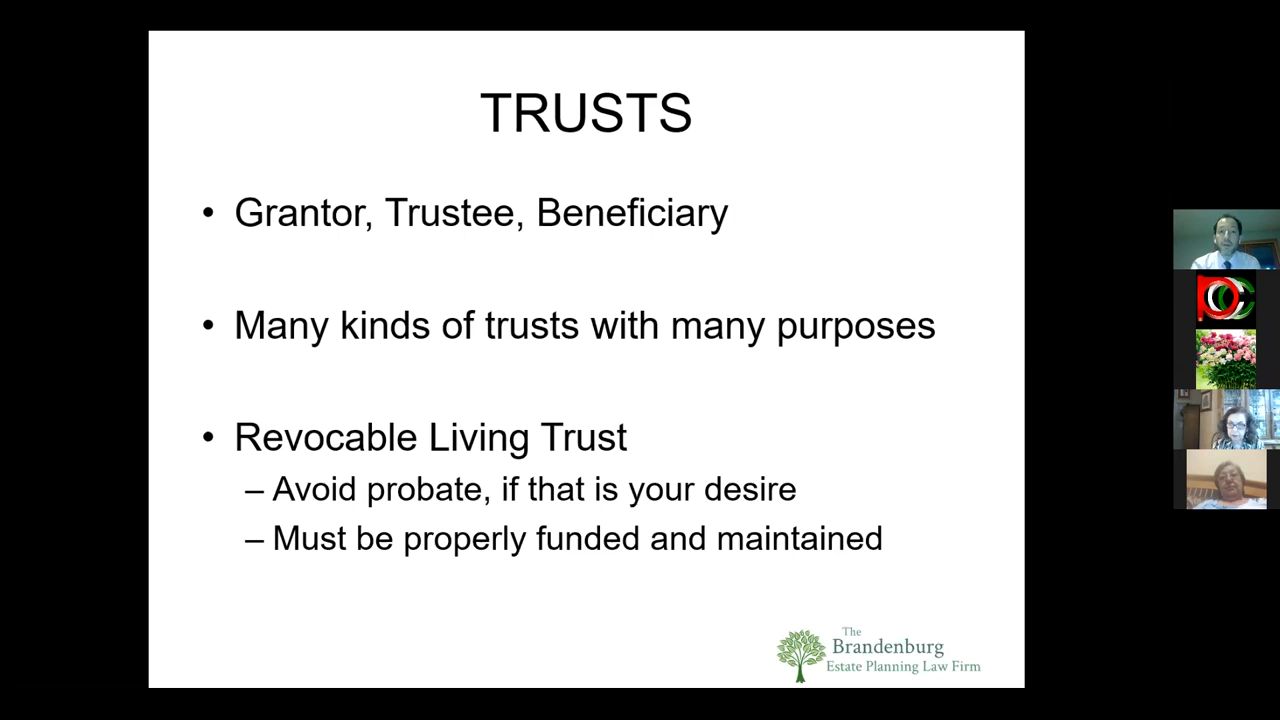 TRUSTS
• Grantor, Trustee, Beneficiary
• Many kinds of trusts with many purposes
• Revocable Living Trust
– Avoid probate, if that is your desire
– Must be properly funded and maintained
The
Brandenburg
Estate Planning Law Firm